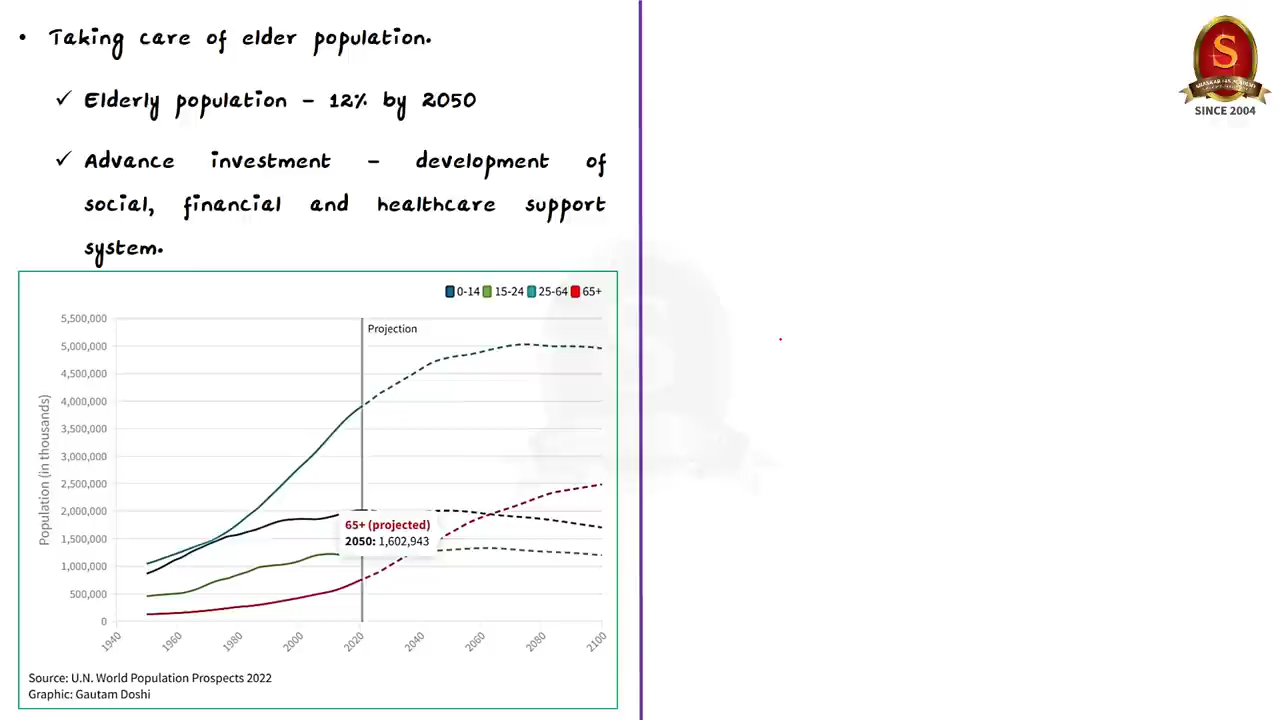 • Taking care of elder population.
✓ Elderly population - 12% by 2050
✓ Advance investment - development of
social, financial and healthcare support
system.
S
SHANKAR IAS ACADEMY
SINCE 2004
0-14 15-24 25-64 65+
Projection
Population (in thousands)
5,500,000
5,000,000
4,500,000
4,000,000
3,500,000
3,000,000
2,500,000
2,000,000
1,500,000
1,000,000
500,000
0
65+ (projected)
2050: 1,602,943
1940 1960 1980 2000 2020 2040 2060 2080 2100
Source: U.N. World Population Prospects 2022
Graphic: Gautam Doshi